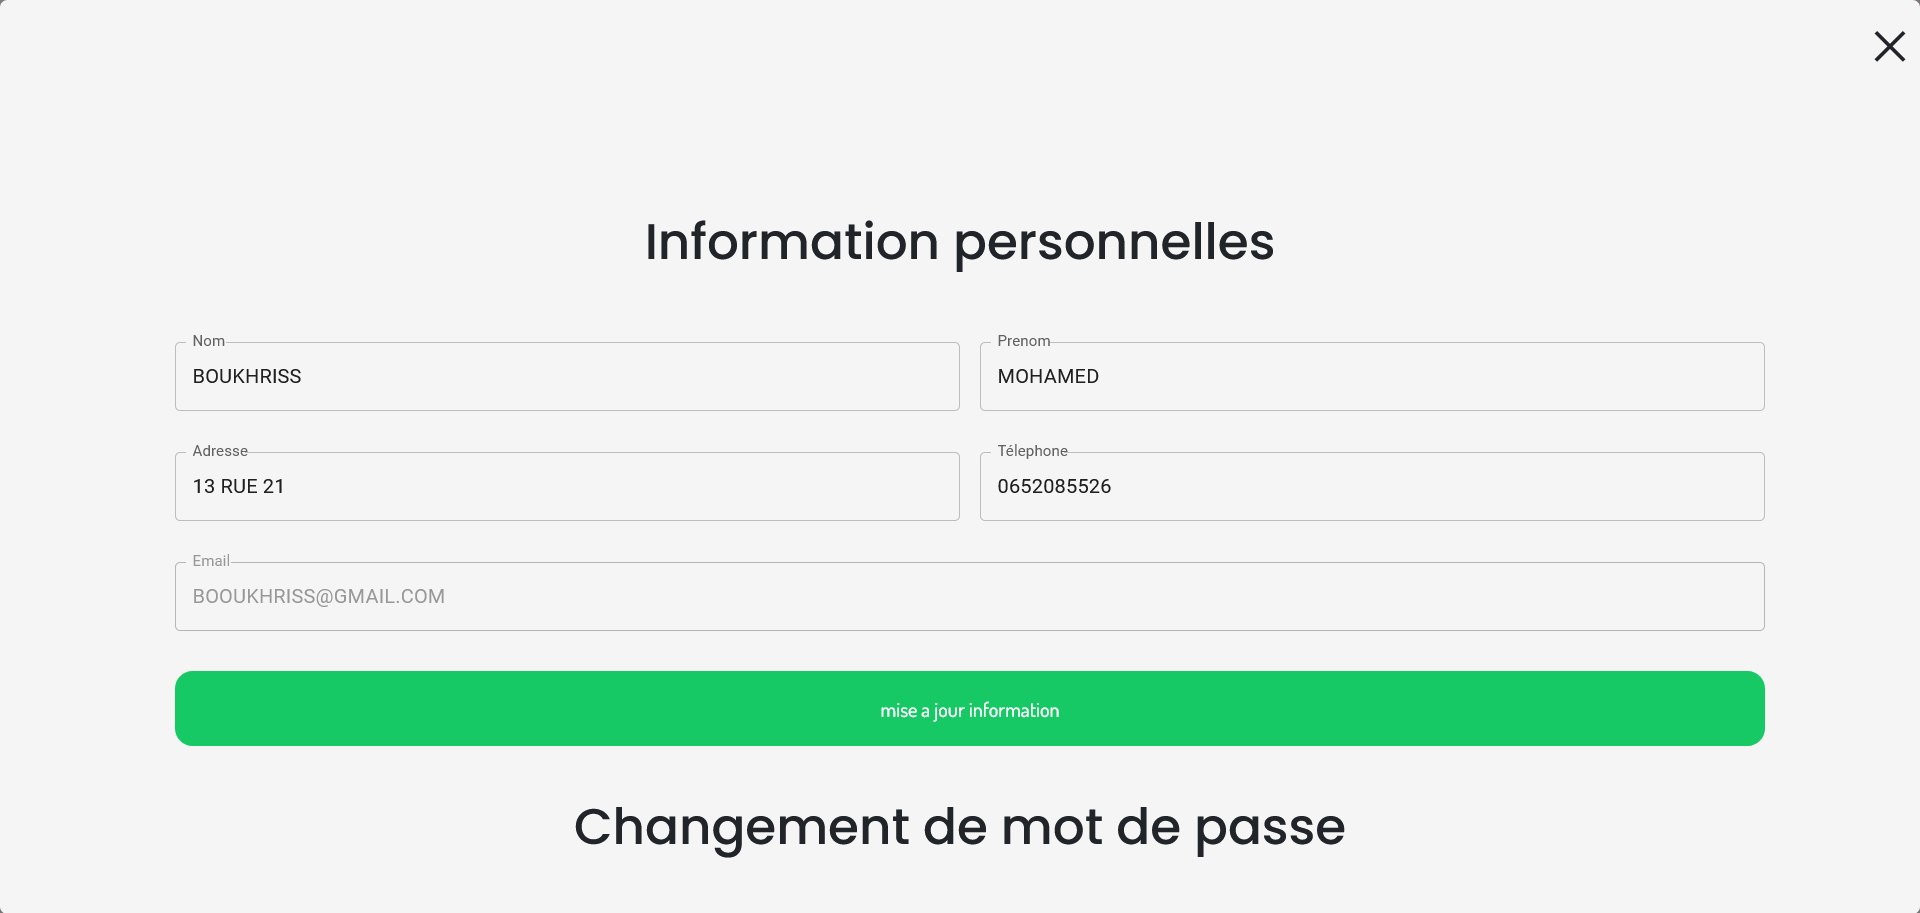 Information personnelles
Nom
BOUKHRISS
Prenom
MOHAMED
Adresse
13 RUE 21
Télephone
0652085526
Email
BOOUKHRISS@GMAIL.COM
mise a jour information
Changement de mot de passe